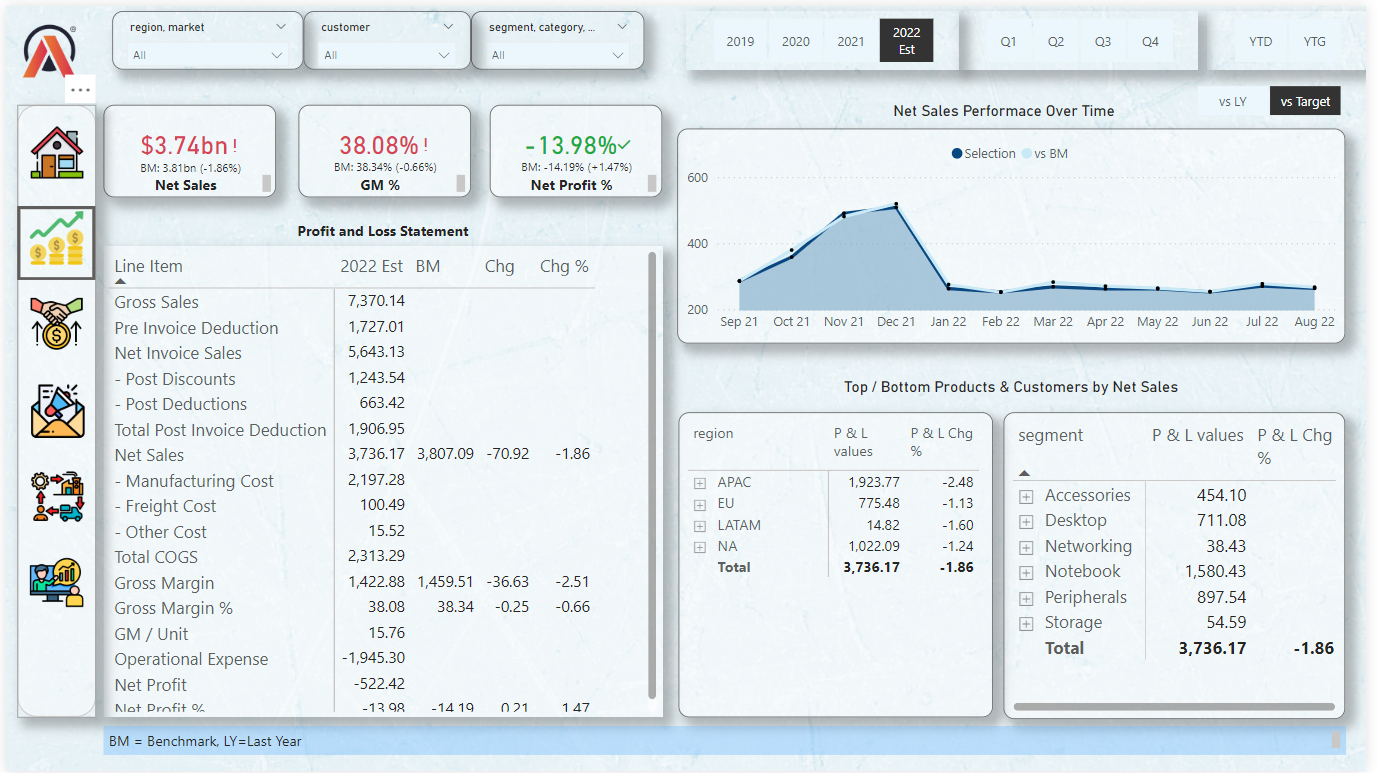 region, market
All
customer
All
segment, category, ...
All
2019
2020
2021
2022
Est
Q1
Q2
Q3
Q4
YTD
YTG
vs LY
vs Target
$3.74bn!
BM: 3.81bn (-1.86%)
Net Sales
38.08%!
BM: 38.34% (-0.66%)
GM %
-13.98%✓
BM: -14.19% (+1.47%)
Net Profit %
Net Sales Performace Over Time
Selection vs BM
600
400
200
Sep 21 Oct 21 Nov 21 Dec 21 Jan 22 Feb 22 Mar 22 Apr 22 May 22 Jun 22 Jul 22 Aug 22
Profit and Loss Statement
Line Item 2022 Est BM Chg Chg %
Gross Sales 7,370.14
Pre Invoice Deduction 1,727.01
Net Invoice Sales 5,643.13
- Post Discounts 1,243.54
- Post Deductions 663.42
Total Post Invoice Deduction 1,906.95
Net Sales 3,736.17 3,807.09 -70.92 -1.86
- Manufacturing Cost 2,197.28
- Freight Cost 100.49
- Other Cost 15.52
Total COGS 2,313.29
Gross Margin 1,422.88 1,459.51 -36.63 -2.51
Gross Margin % 38.08 38.34 -0.25 -0.66
GM / Unit 15.76
Operational Expense -1,945.30
Net Profit -522.42
Net Profit % -13.98 -14.19 0.21 1.47
Top / Bottom Products & Customers by Net Sales
region P & L values P & L Chg %
APAC 1,923.77 -2.48
EU 775.48 -1.13
LATAM 14.82 -1.60
NA 1,022.09 -1.24
Total 3,736.17 -1.86
segment P & L values P & L Chg %
Accessories 454.10
Desktop 711.08
Networking 38.43
Notebook 1,580.43
Peripherals 897.54
Storage 54.59
Total 3,736.17 -1.86
BM = Benchmark, LY=Last Year